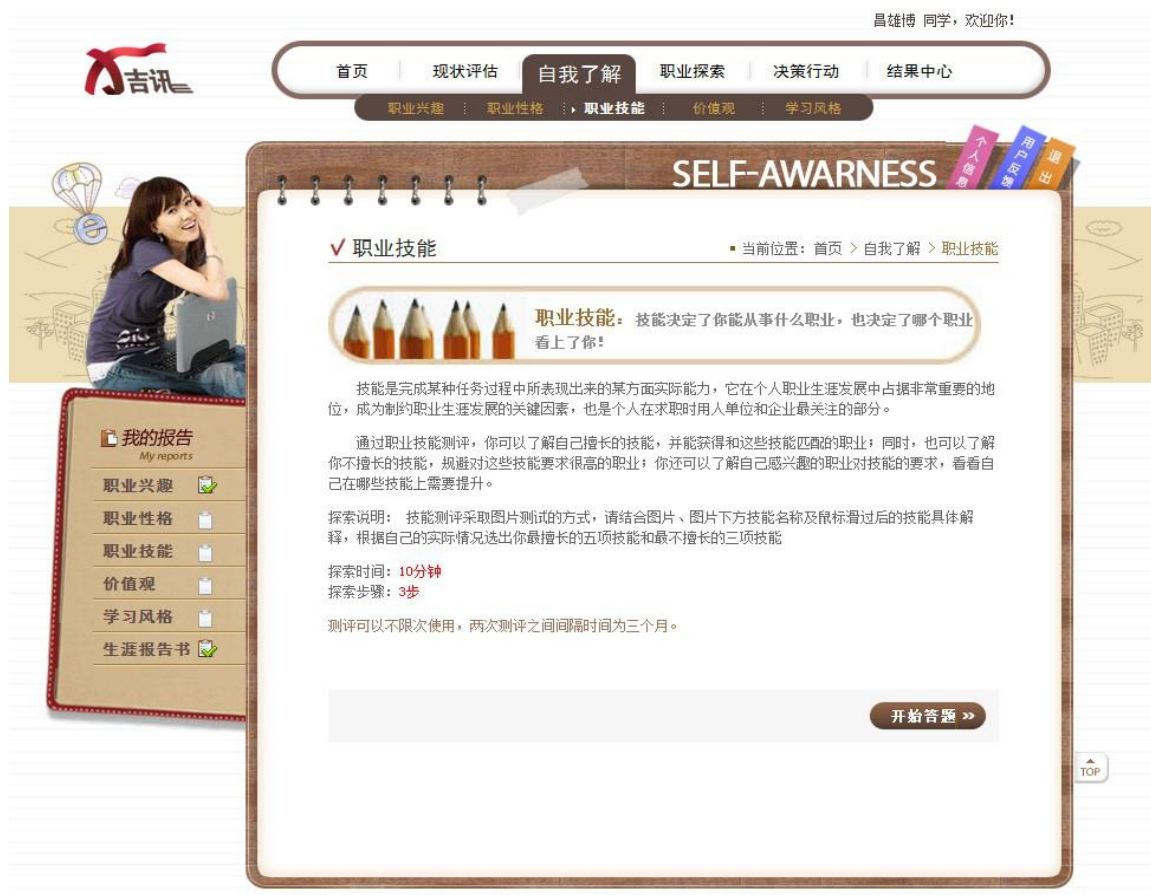 昌雄博 同学，欢迎你！
吉讯
首页 现状评估 自我了解 职业探索 决策行动 结果中心
职业兴趣 职业性格 职业技能 价值观 学习风格
SELF-AWARNESS
个人信息
用户反馈
退出
职业技能
当前位置：首页 > 自我了解 > 职业技能
职业技能：技能决定了你能从事什么职业，也决定了哪个职业
看上了你！
技能是完成某种任务过程中所表现出来的某方面实际能力，它在个人职业生涯发展中占据非常重要的地
位，成为制约职业生涯发展的关键因素，也是个人在求职时用人单位和企业最关注的部分。
通过职业技能测评，你可以了解自己擅长的技能，并能获得和这些技能匹配的职业；同时，也可以了解
你不擅长的技能，规避对这些技能要求很高的职业；你还可以了解自己感兴趣的职业对技能的要求，看看自
己在哪些技能上需要提升。
探索说明： 技能测评采取图片测试的方式，请结合图片、图片下方技能名称及鼠标滑过后的技能具体解
释，根据自己的实际情况选出你最擅长的五项技能和最不擅长的三项技能
探索时间：10分钟
探索步骤：3步
测评可以不限次使用，两次测评之间间隔时间为三个月。
开始答题 »
我的报告
My reports
职业兴趣
职业性格
职业技能
价值观
学习风格
生涯报告书
TOP